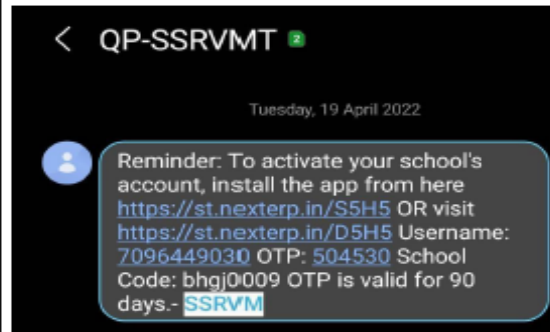 QP-SSRVMT 2
Tuesday, 19 April 2022
Reminder: To activate your school's
account, install the app from here
https://st.nexterp.in/S5H5 OR visit
https://st.nexterp.in/D5H5 Username:
7096449030 OTP: 504530 School
Code: bhgj0009 OTP is valid for 90
days.- SSRVM